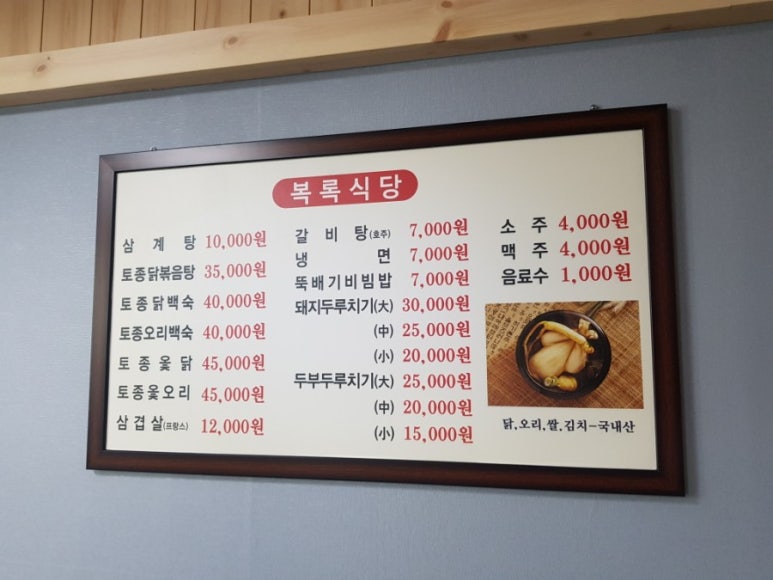 복록식당
삼계탕 10,000원
토종닭볶음탕 35,000원
토종닭백숙 40,000원
토종오리백숙 40,000원
토종옻닭 45,000원
토종옻오리 45,000원
삼겹살(프랑스) 12,000원
갈비탕(호주) 7,000원
냉면 7,000원
뚝배기비빔밥 7,000원
돼지두루치기(大) 30,000원
(中) 25,000원
(小) 20,000원
두부두루치기(大) 25,000원
(中) 20,000원
(小) 15,000원
소주 4,000원
맥주 4,000원
음료수 1,000원
닭,오리,쌀,김치-국내산